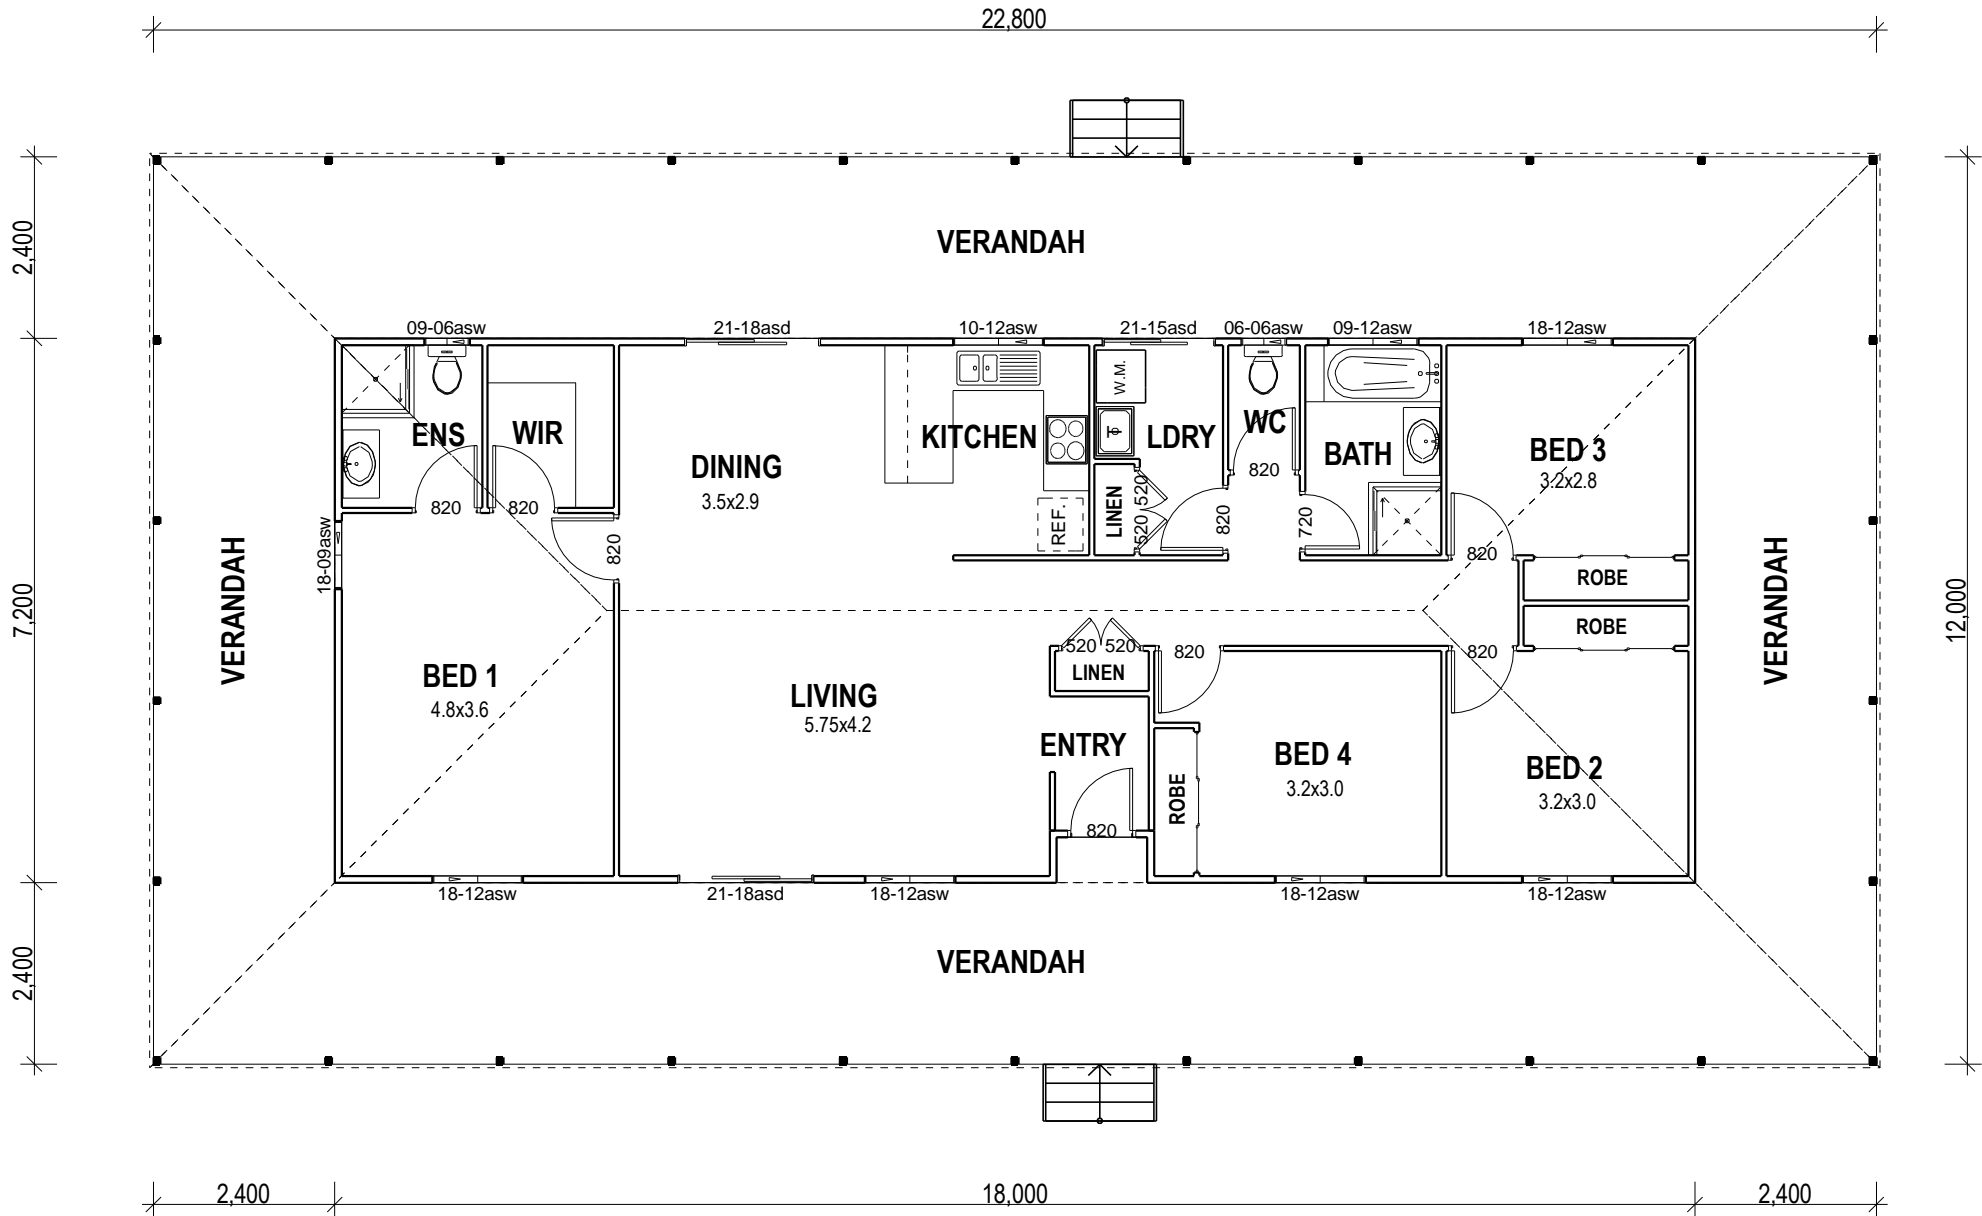 22,800
2,400
7,200
2,400
12,000
VERANDAH
09-06asw
21-18asd
10-12asw
21-15asd
06-06asw
09-12asw
18-12asw
W.M.
ENS
WIR
KITCHEN
LDRY
WC
BATH
BED 3
3.2x2.8
DINING
3.5x2.9
820
820
820
REF.
LINEN
520
520
820
820
720
820
18-09asw
VERANDAH
VERANDAH
ROBE
ROBE
520
520
820
820
LINEN
BED 1
4.8x3.6
LIVING
5.75x4.2
ENTRY
820
ROBE
BED 4
3.2x3.0
BED 2
3.2x3.0
18-12asw
21-18asd
18-12asw
18-12asw
18-12asw
VERANDAH
2,400
18,000
2,400